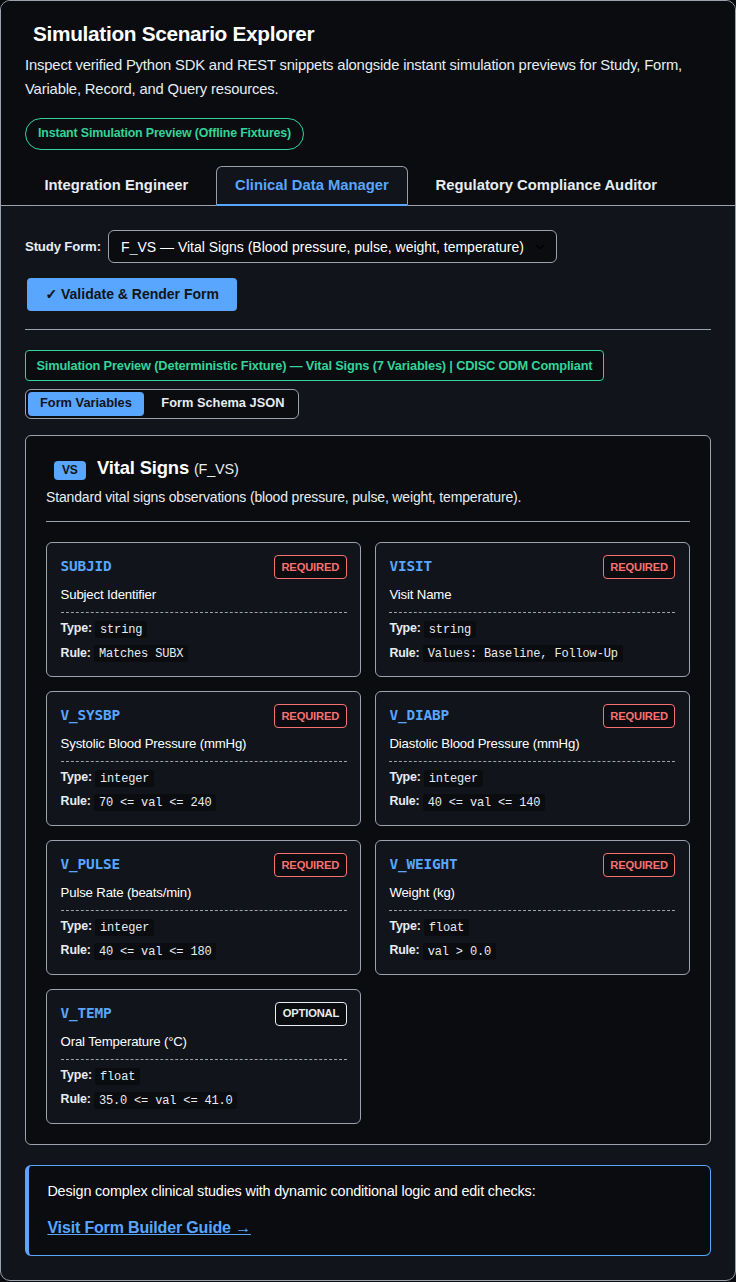 Simulation Scenario Explorer
Inspect verified Python SDK and REST snippets alongside instant simulation previews for Study, Form,
Variable, Record, and Query resources.
Instant Simulation Preview (Offline Fixtures)
Integration Engineer
Clinical Data Manager
Regulatory Compliance Auditor
Study Form: F_VS — Vital Signs (Blood pressure, pulse, weight, temperature)
✓ Validate & Render Form
Simulation Preview (Deterministic Fixture) — Vital Signs (7 Variables) | CDISC ODM Compliant
Form Variables
Form Schema JSON
VS Vital Signs (F_VS)
Standard vital signs observations (blood pressure, pulse, weight, temperature).
SUBJID REQUIRED
Subject Identifier
Type: string
Rule: Matches SUBX
VISIT REQUIRED
Visit Name
Type: string
Rule: Values: Baseline, Follow-Up
V_SYSBP REQUIRED
Systolic Blood Pressure (mmHg)
Type: integer
Rule: 70 <= val <= 240
V_DIABP REQUIRED
Diastolic Blood Pressure (mmHg)
Type: integer
Rule: 40 <= val <= 140
V_PULSE REQUIRED
Pulse Rate (beats/min)
Type: integer
Rule: 40 <= val <= 180
V_WEIGHT REQUIRED
Weight (kg)
Type: float
Rule: val > 0.0
V_TEMP OPTIONAL
Oral Temperature (°C)
Type: float
Rule: 35.0 <= val <= 41.0
Design complex clinical studies with dynamic conditional logic and edit checks:
Visit Form Builder Guide →